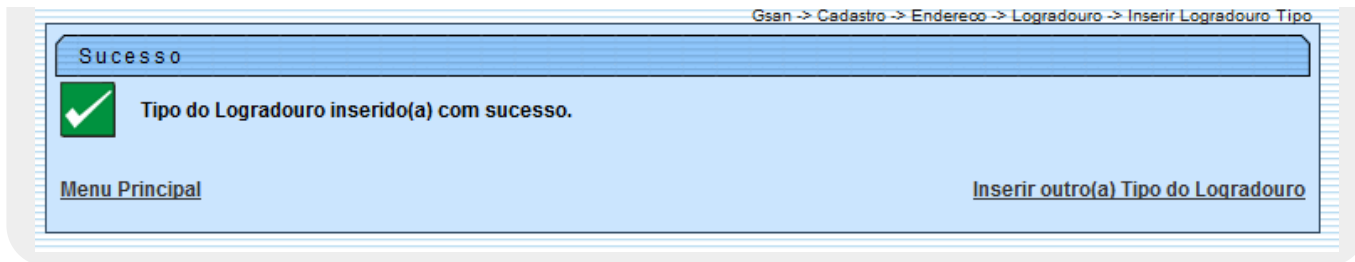 Gsan -> Cadastro -> Endereco -> Logradouro -> Inserir Logradouro Tipo
Sucesso
Tipo do Logradouro inserido(a) com sucesso.
Menu Principal
Inserir outro(a) Tipo do Logradouro